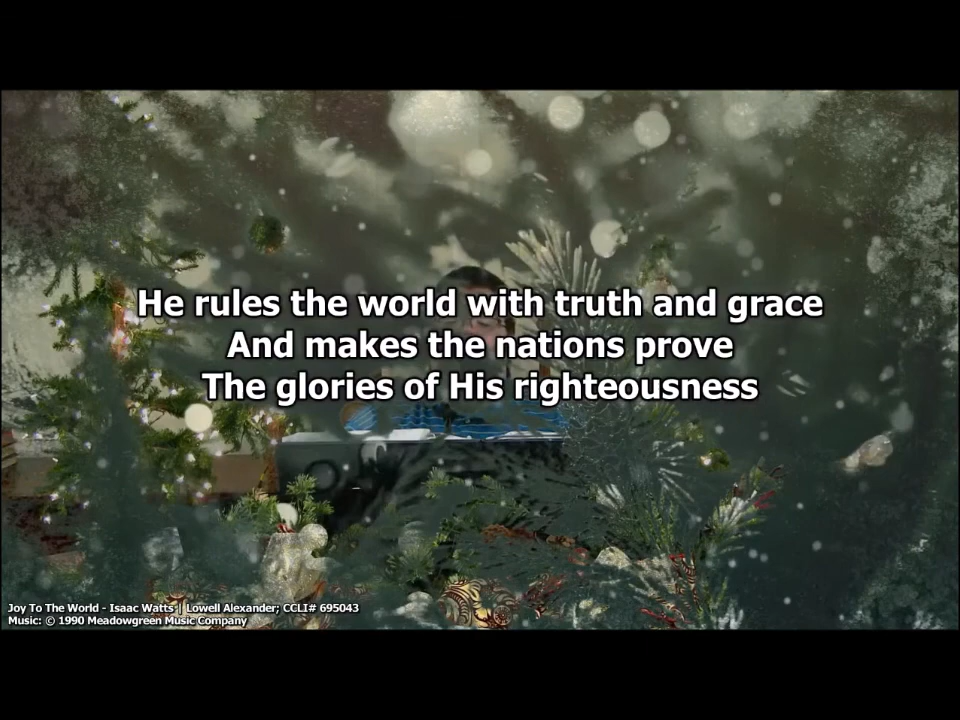 He rules the world with truth and grace
And makes the nations prove
The glories of His righteousness
Joy To The World - Isaac Watts | Lowell Alexander; CCLI# 695043
Music: © 1990 Meadowgreen Music Company